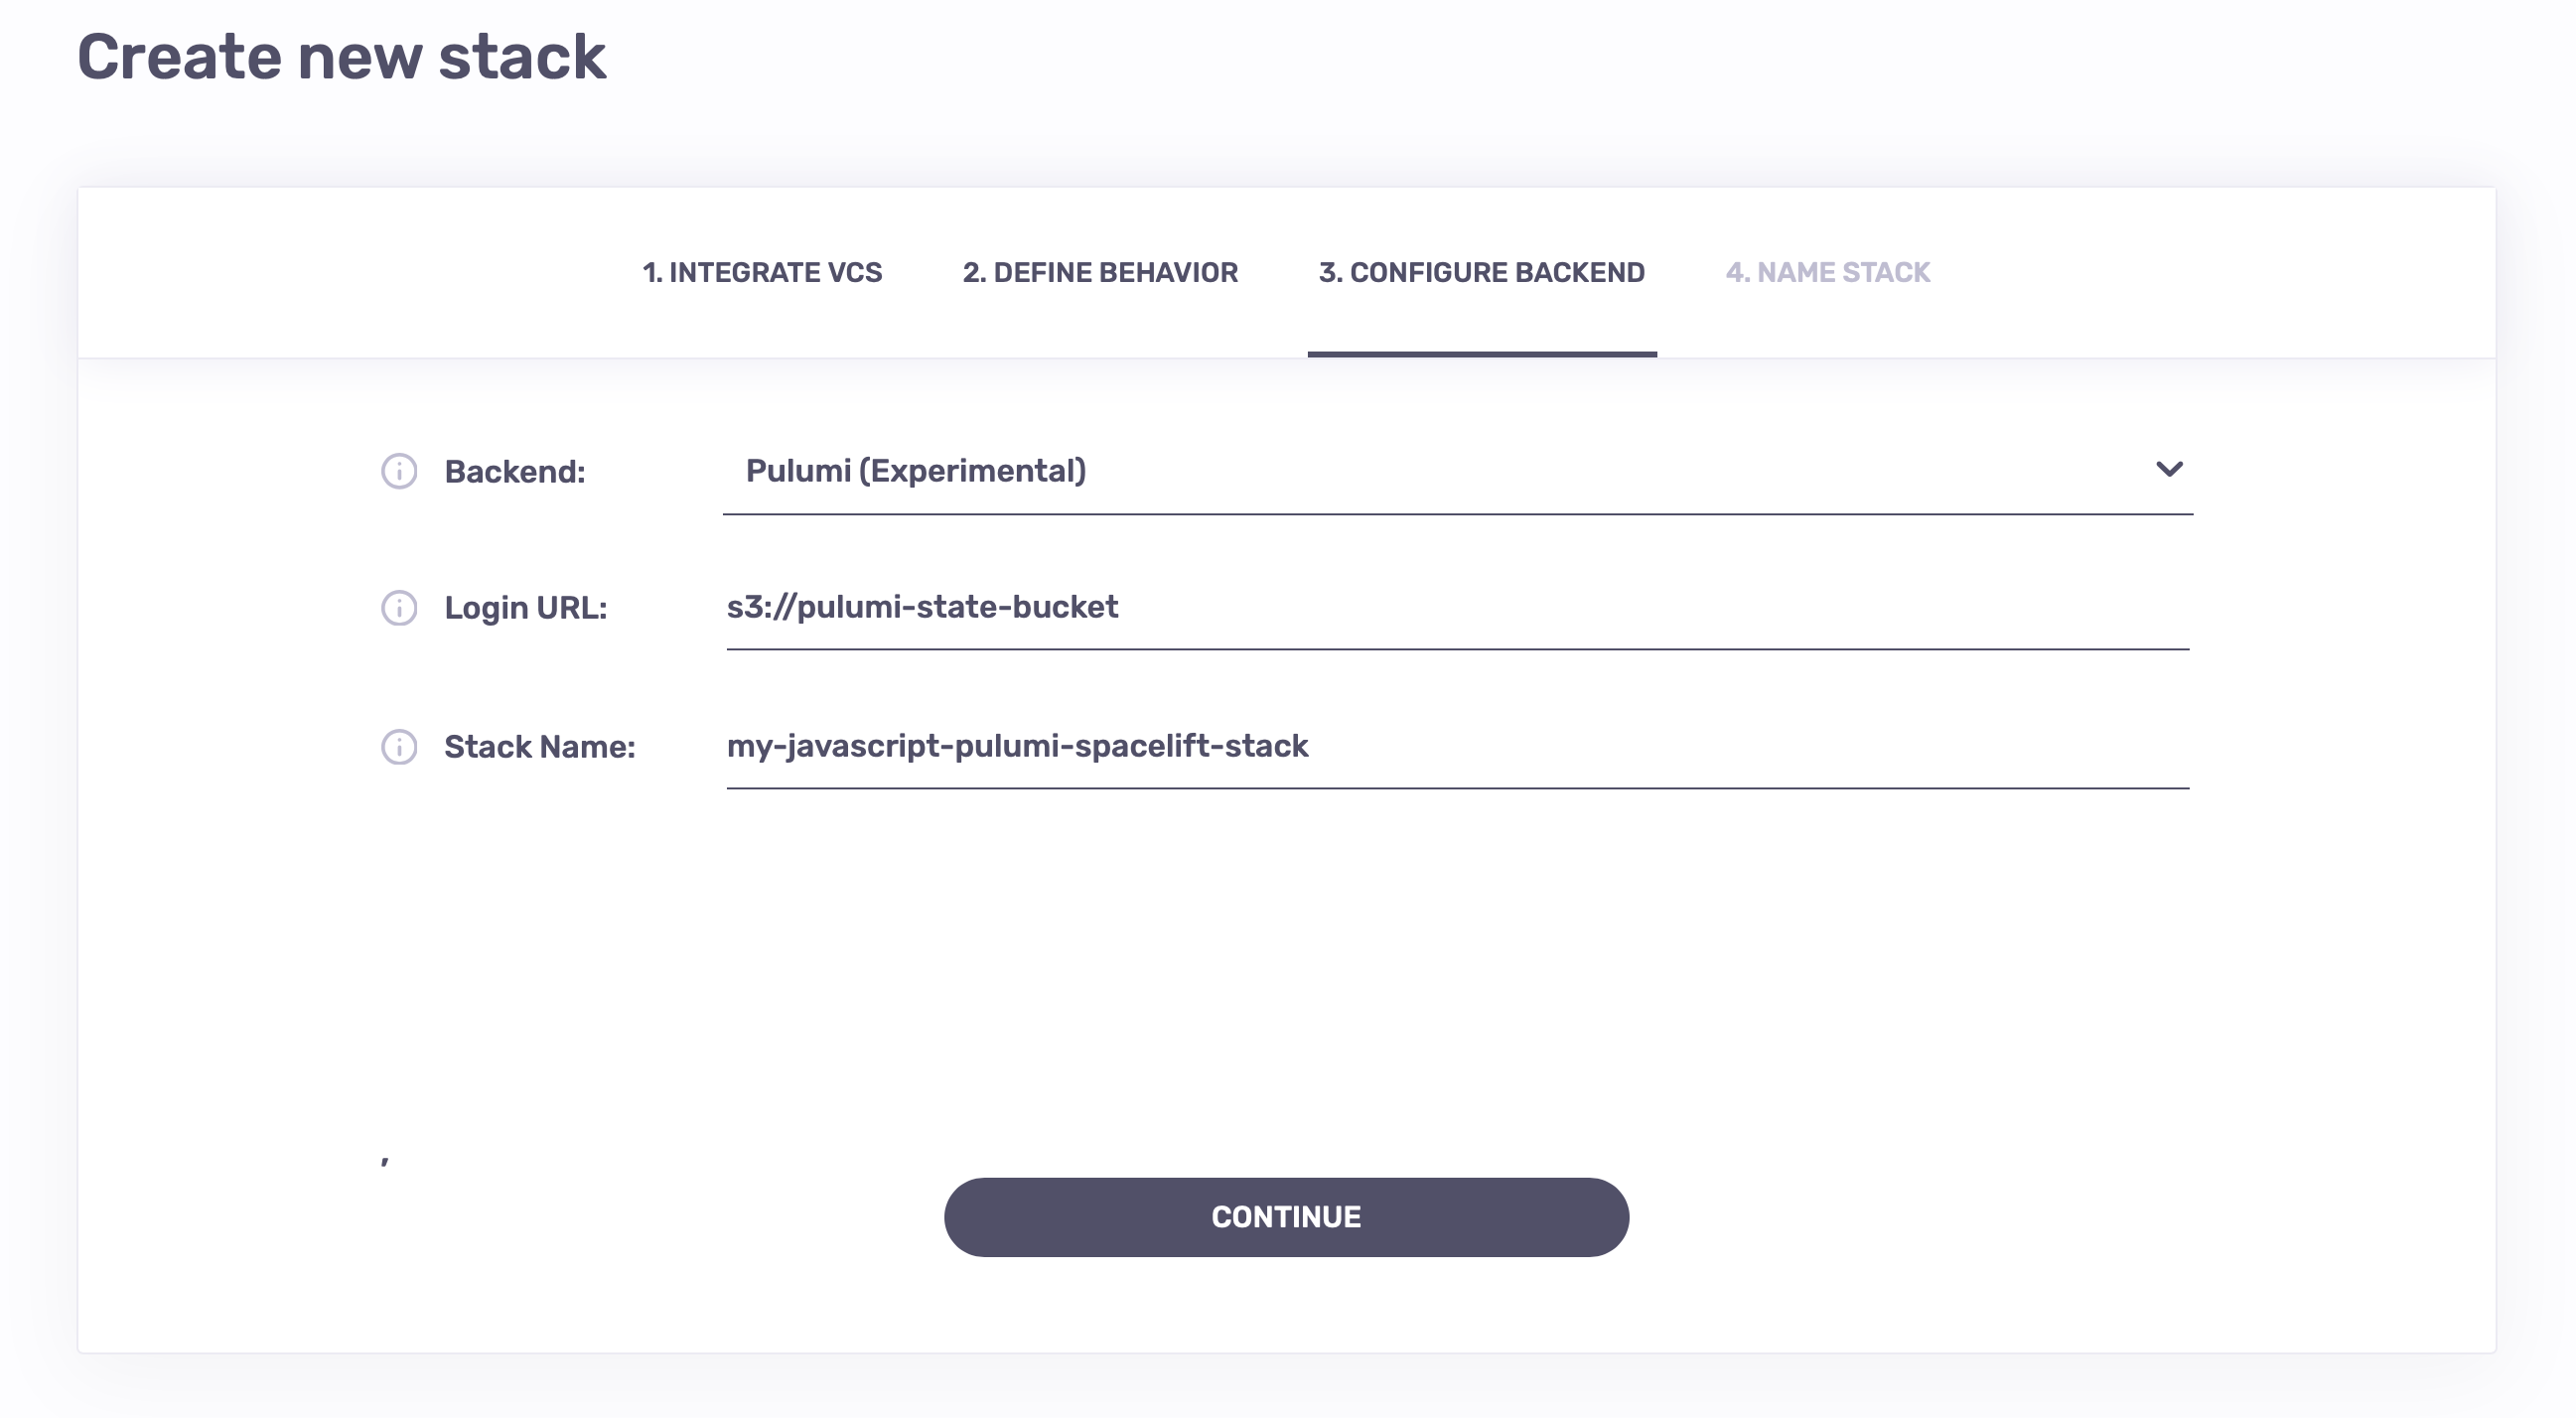 Create new stack
1. INTEGRATE VCS 2. DEFINE BEHAVIOR 3. CONFIGURE BACKEND 4. NAME STACK
Backend: Pulumi (Experimental)
Login URL: s3://pulumi-state-bucket
Stack Name: my-javascript-pulumi-spacelift-stack
,
CONTINUE